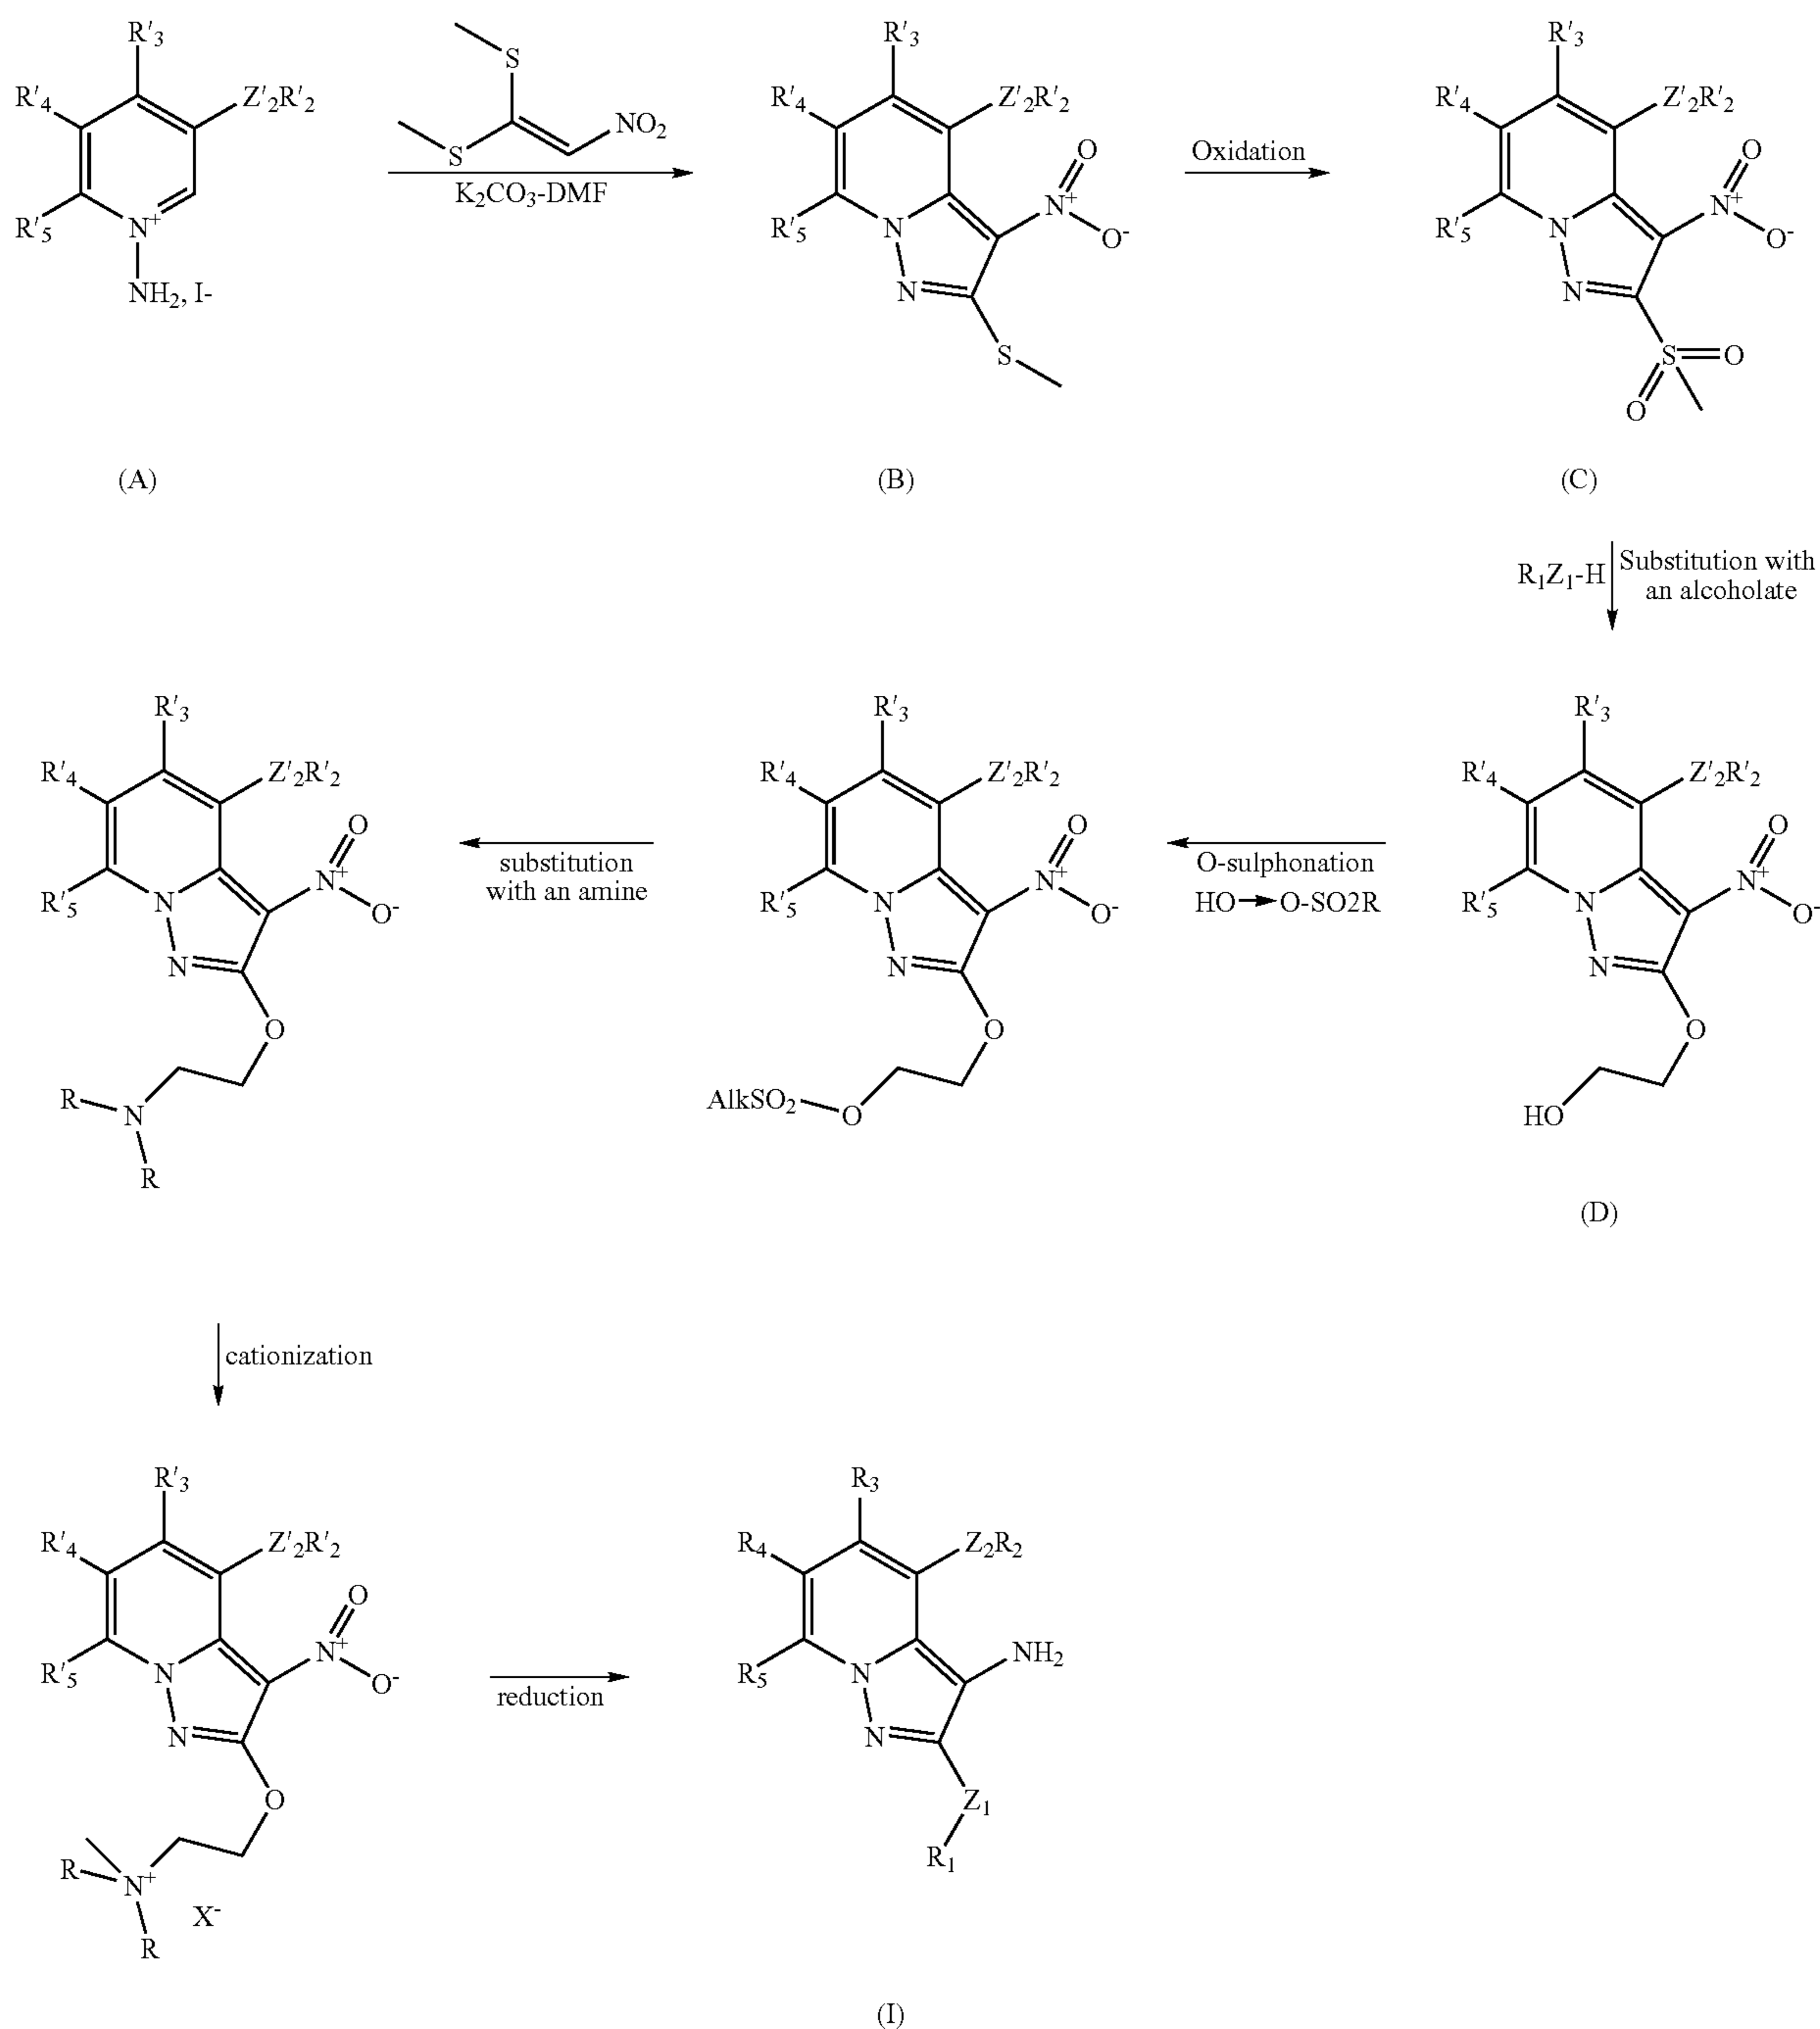 R'3
R'4
Z'2R'2
R'5
N+
NH2, I-
S
S
NO2
K2CO3-DMF
R'3
R'4
Z'2R'2
R'5
N
N
N+
O
O-
S
Oxidation
R'3
R'4
Z'2R'2
R'5
N
N
N+
O
O-
S
O
O
(A)
(B)
(C)
R1Z1-H
Substitution with
an alcoholate
R'3
R'4
Z'2R'2
R'5
N
N
N+
O
O-
O
R
N
R
substitution
with an amine
R'3
R'4
Z'2R'2
R'5
N
N
N+
O
O-
O
AlkSO2
O
O-sulphonation
HO→O-SO2R
R'3
R'4
Z'2R'2
R'5
N
N
N+
O
O-
O
HO
(D)
cationization
R'3
R'4
Z'2R'2
R'5
N
N
N+
O
O-
O
R
N+
R
X-
reduction
R3
R4
Z2R2
R5
N
N
NH2
Z1
R1
(I)